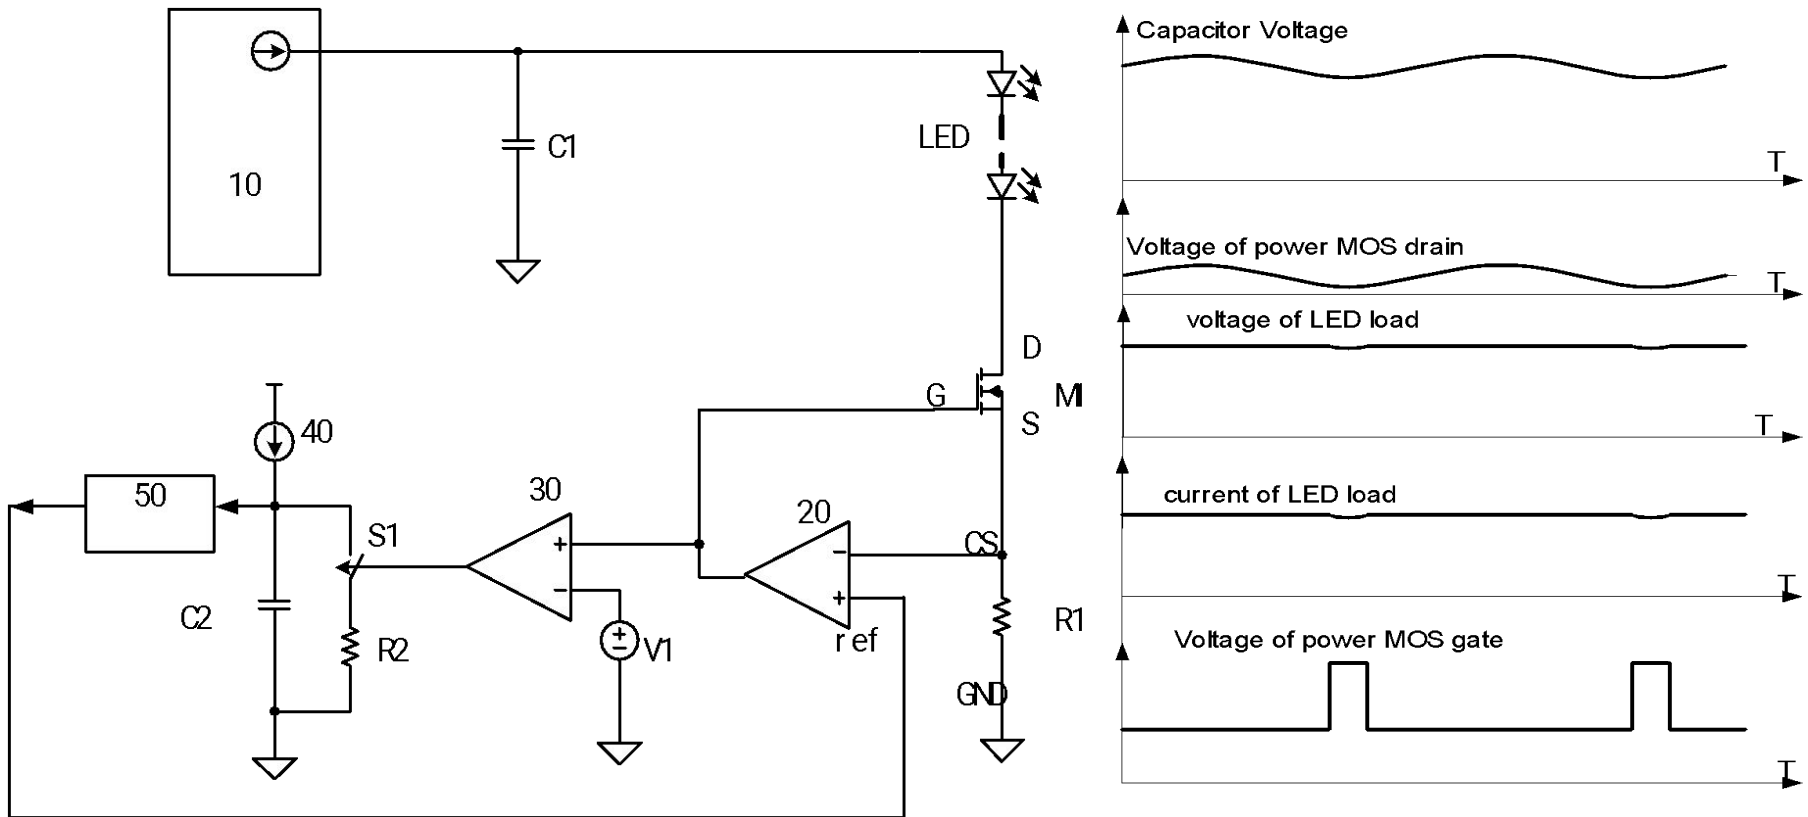 10
C1
LED
D
G
M1
S
40
50
S1
30
20
CS
C2
R2
V1
ref
R1
GND
Capacitor Voltage
T
Voltage of power MOS drain
T
voltage of LED load
T
current of LED load
T
Voltage of power MOS gate
T